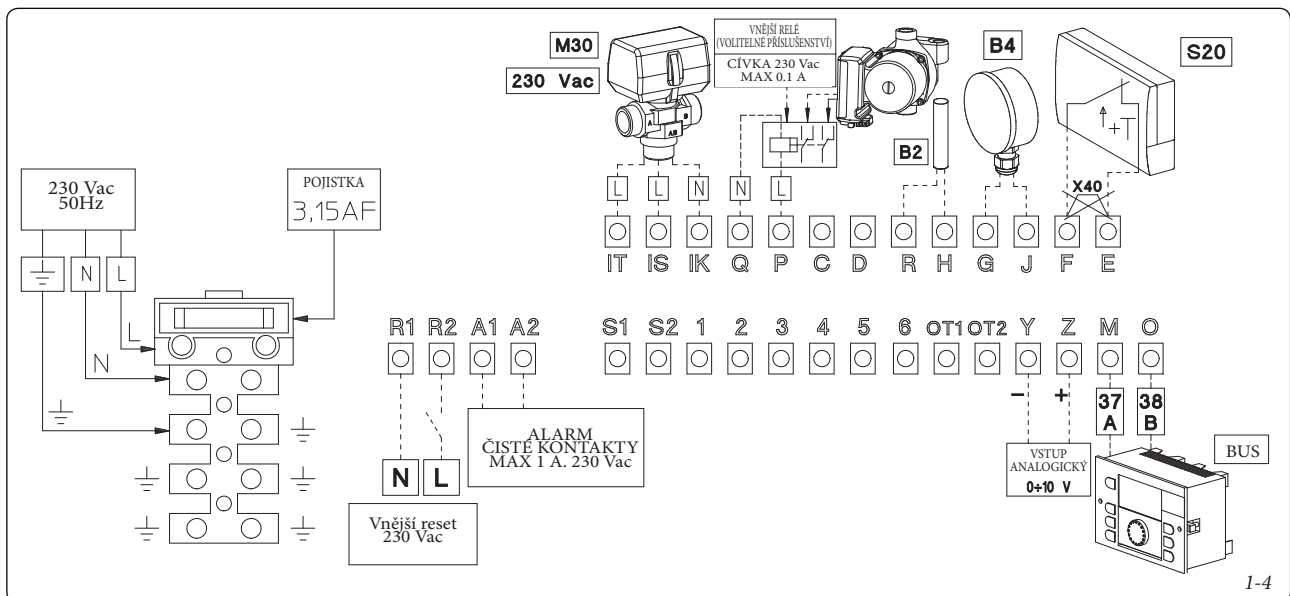 M30
230 Vac
VNĚJŠÍ RELÉ
(VOLITELNÉ PŘÍSLUŠENSTVÍ)
CÍVKA 230 Vac
MAX 0.1 A
B4
S20
B2
A
B
AB
+T
X40
230 Vac
50Hz
POJISTKA
3,15AF
N L
L L N N L
IT IS IK Q P C D R H G J F E
L
N
R1 R2 A1 A2 S1 S2 1 2 3 4 5 6 OT1 OT2 Y Z M O
- +
37
A
38
B
N L
ALARM
ČISTÉ KONTAKTY
MAX 1 A. 230 Vac
Vnější reset
230 Vac
VSTUP
ANALOGICKÝ
0÷10 V
BUS
1-4